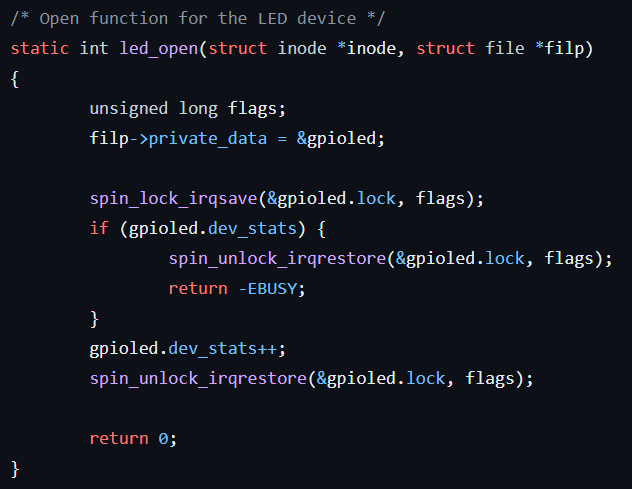 /* Open function for the LED device */
static int led_open(struct inode *inode, struct file *filp)
{
        unsigned long flags;
        filp->private_data = &gpioled;

        spin_lock_irqsave(&gpioled.lock, flags);
        if (gpioled.dev_stats) {
                spin_unlock_irqrestore(&gpioled.lock, flags);
                return -EBUSY;
        }
        gpioled.dev_stats++;
        spin_unlock_irqrestore(&gpioled.lock, flags);

        return 0;
}